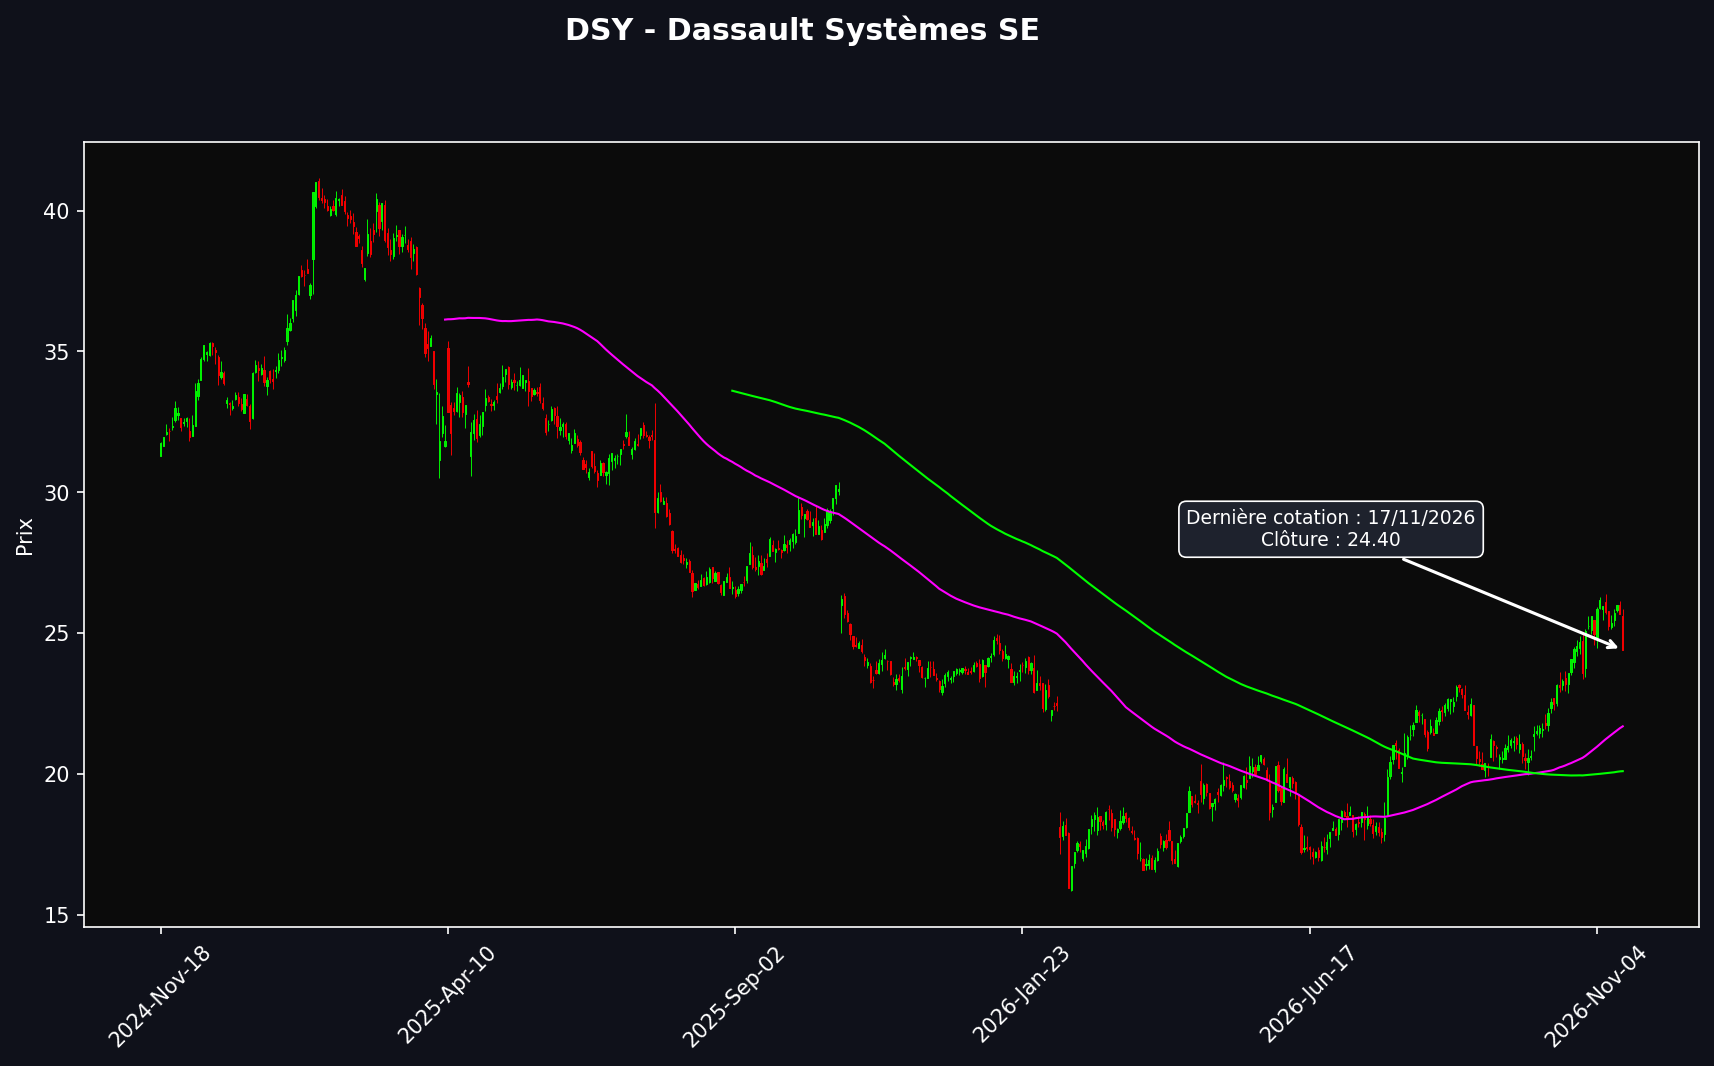 DSY - Dassault Systèmes SE
40
35
30
25
20
15
Prix
Dernière cotation : 17/11/2026
Clôture : 24.40
2024-Nov-18
2025-Apr-10
2025-Sep-02
2026-Jan-23
2026-Jun-17
2026-Nov-04